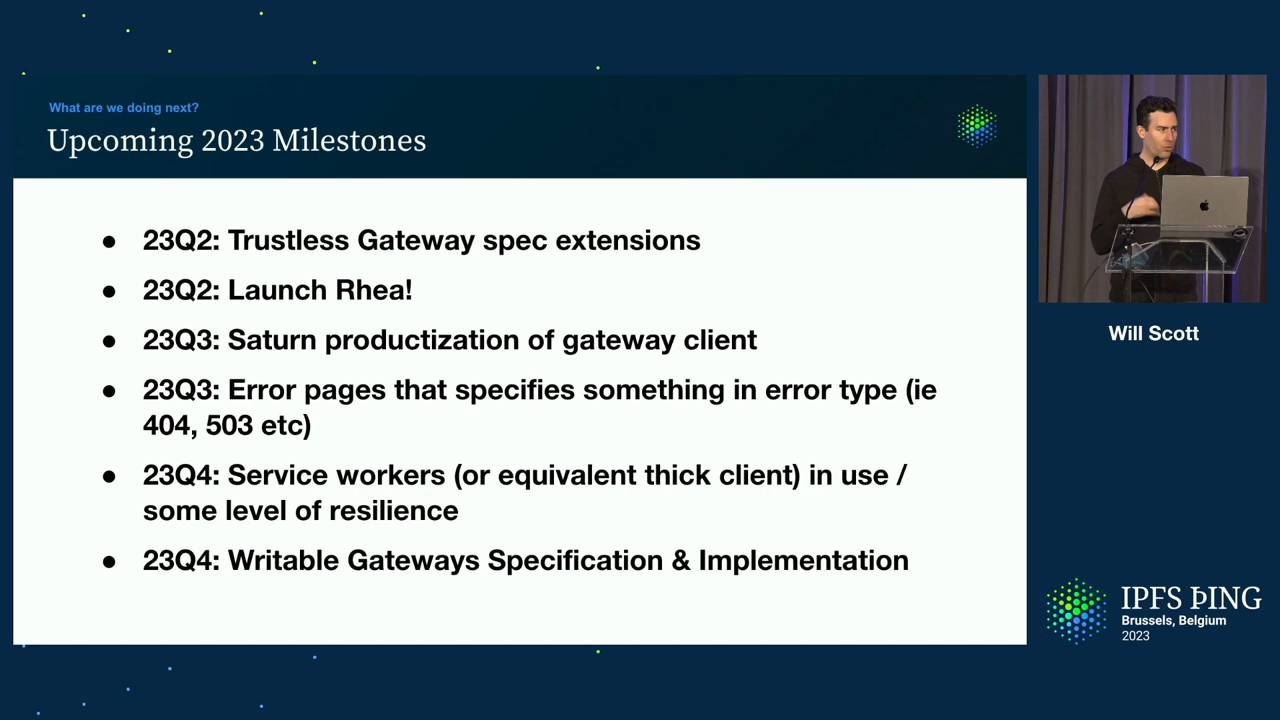 What are we doing next?
Upcoming 2023 Milestones
● 23Q2: Trustless Gateway spec extensions
● 23Q2: Launch Rhea!
● 23Q3: Saturn productization of gateway client
● 23Q3: Error pages that specifies something in error type (ie
404, 503 etc)
● 23Q4: Service workers (or equivalent thick client) in use /
some level of resilience
● 23Q4: Writable Gateways Specification & Implementation
Will Scott
IPFS ÞING
Brussels, Belgium
2023